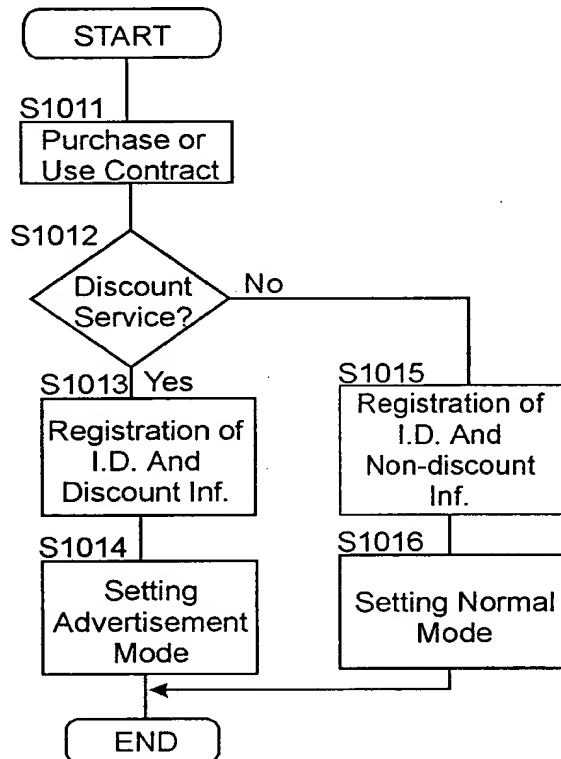 START
S1011
Purchase or
Use Contract
S1012
Discount
Service?
No
S1013
Yes
Registration of
I.D. And
Discount Inf.
S1015
Registration of
I.D. And
Non-discount
Inf.
S1014
Setting
Advertisement
Mode
S1016
Setting Normal
Mode
END